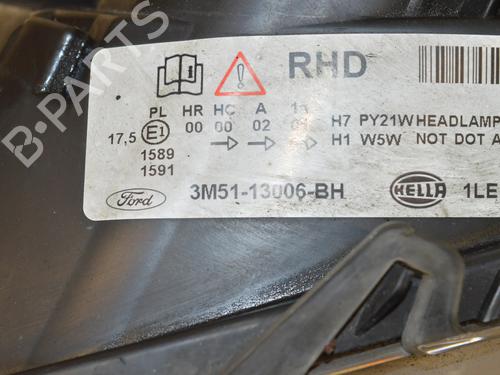 RHD
PL HR HC A
17,5 E1 00 00 02 H7 PY21W HEADLAMP
1589 H1 W5W NOT DOT A
1591
Ford 3M51-13006-BH HELLA 1LE
B-Parts